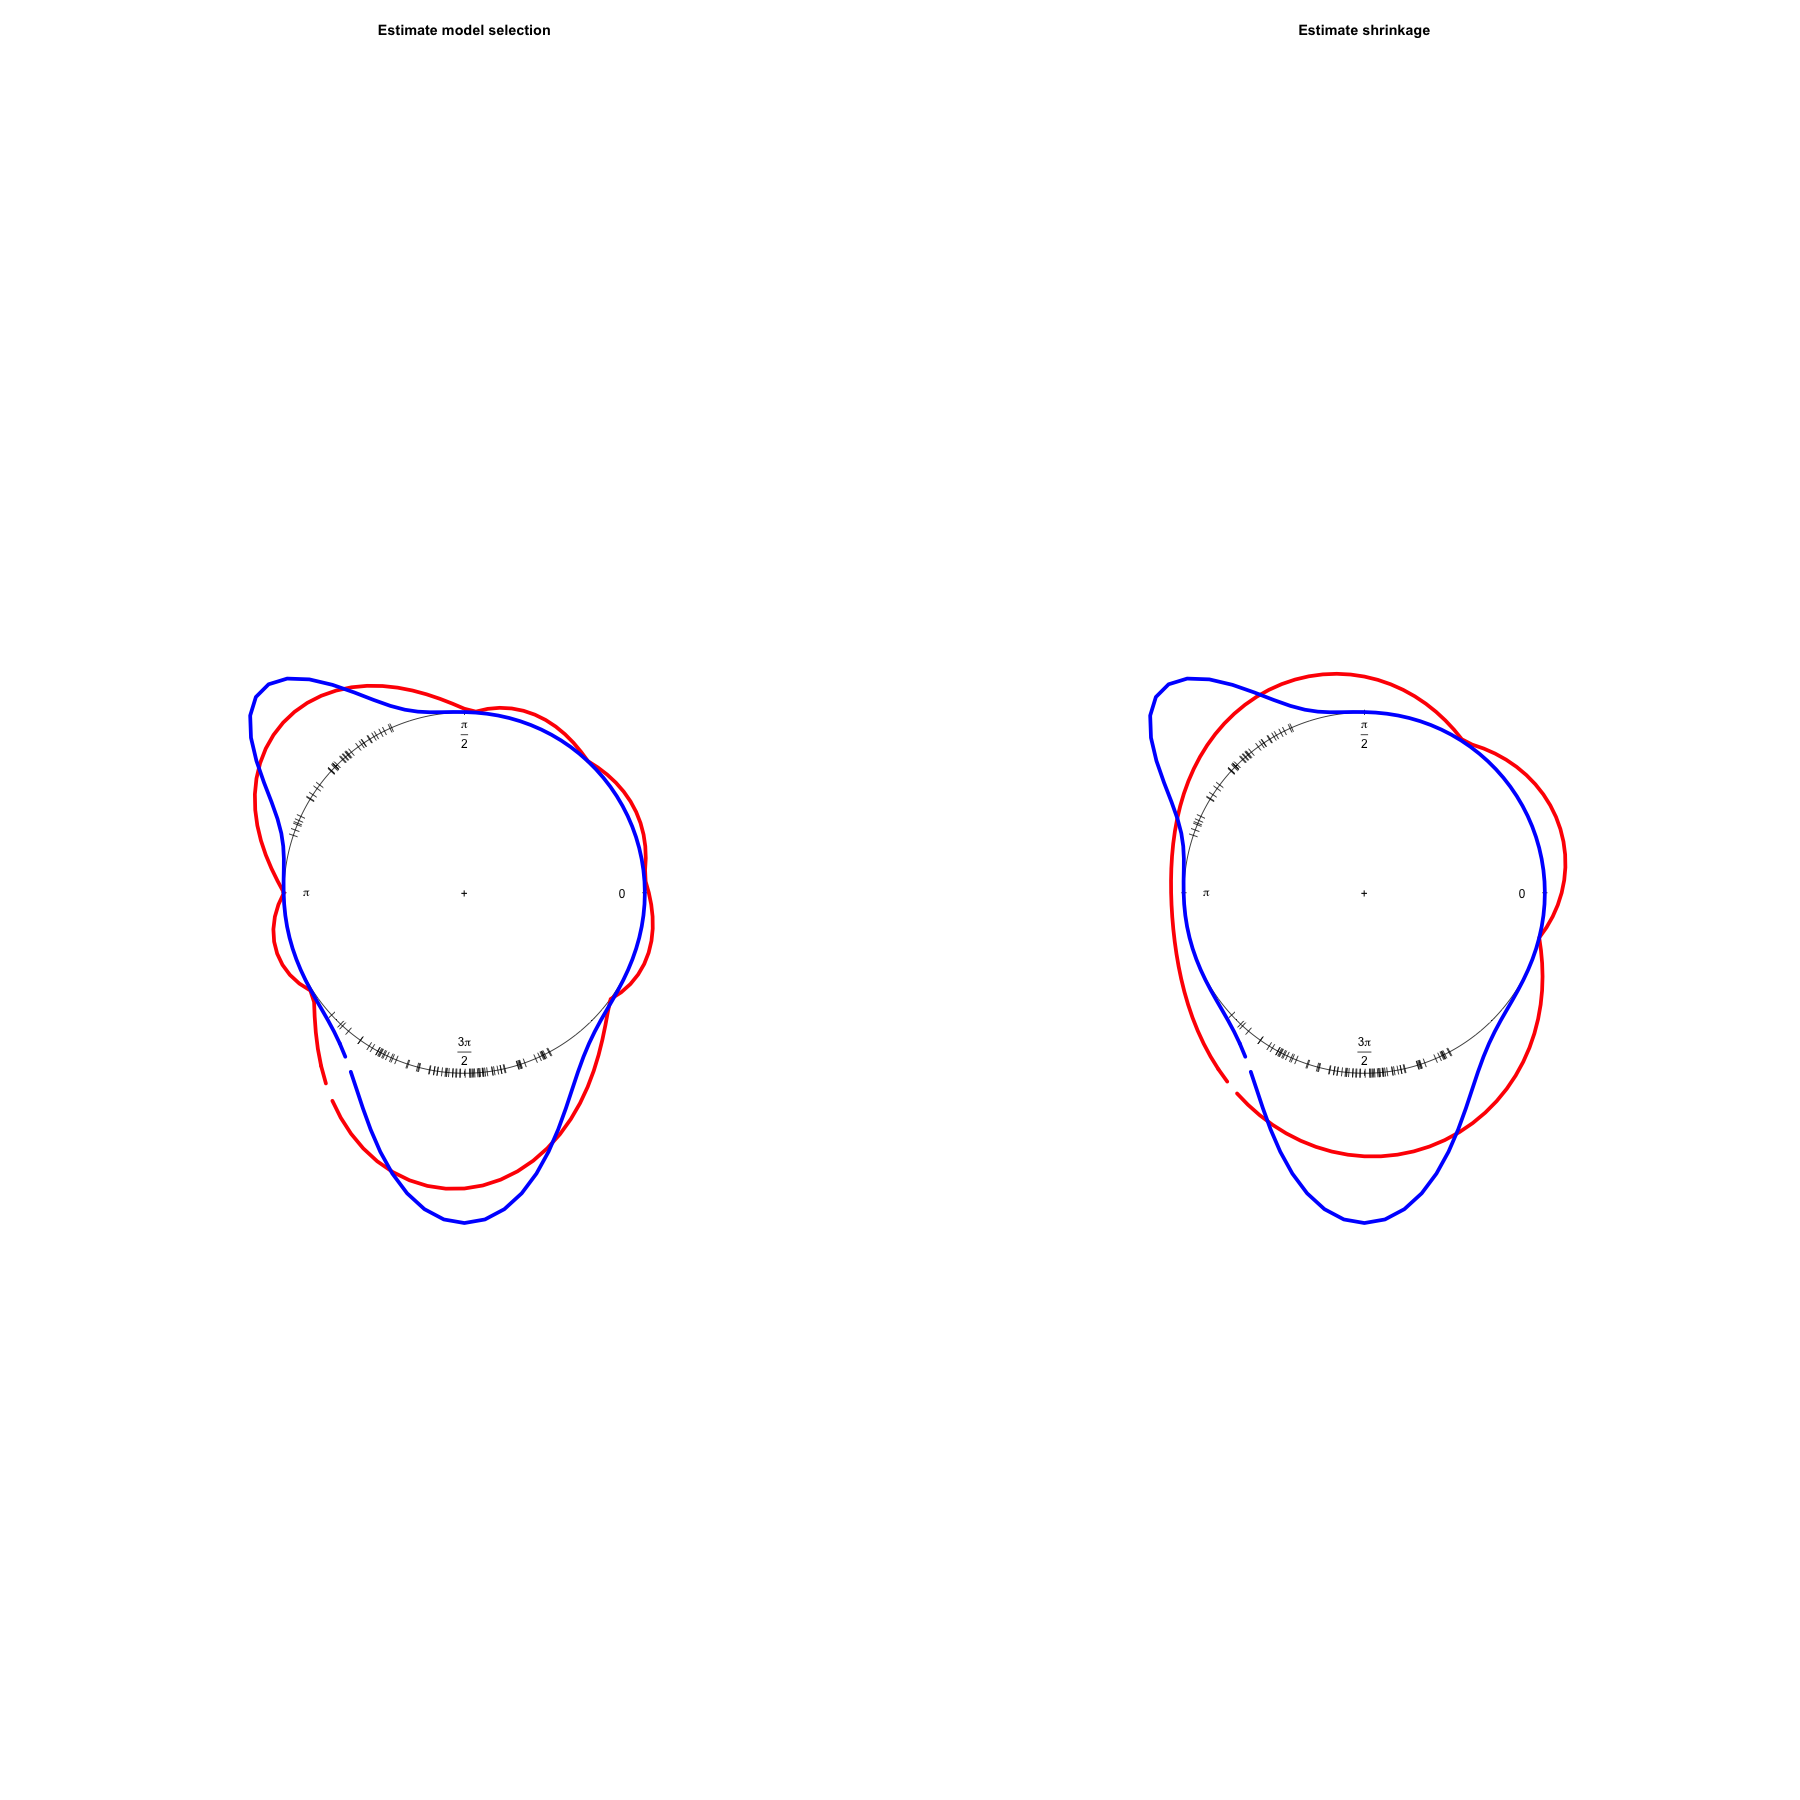 Estimate model selection
Estimate shrinkage
π
2
π
+
0
3π
2
π
2
π
+
0
3π
2